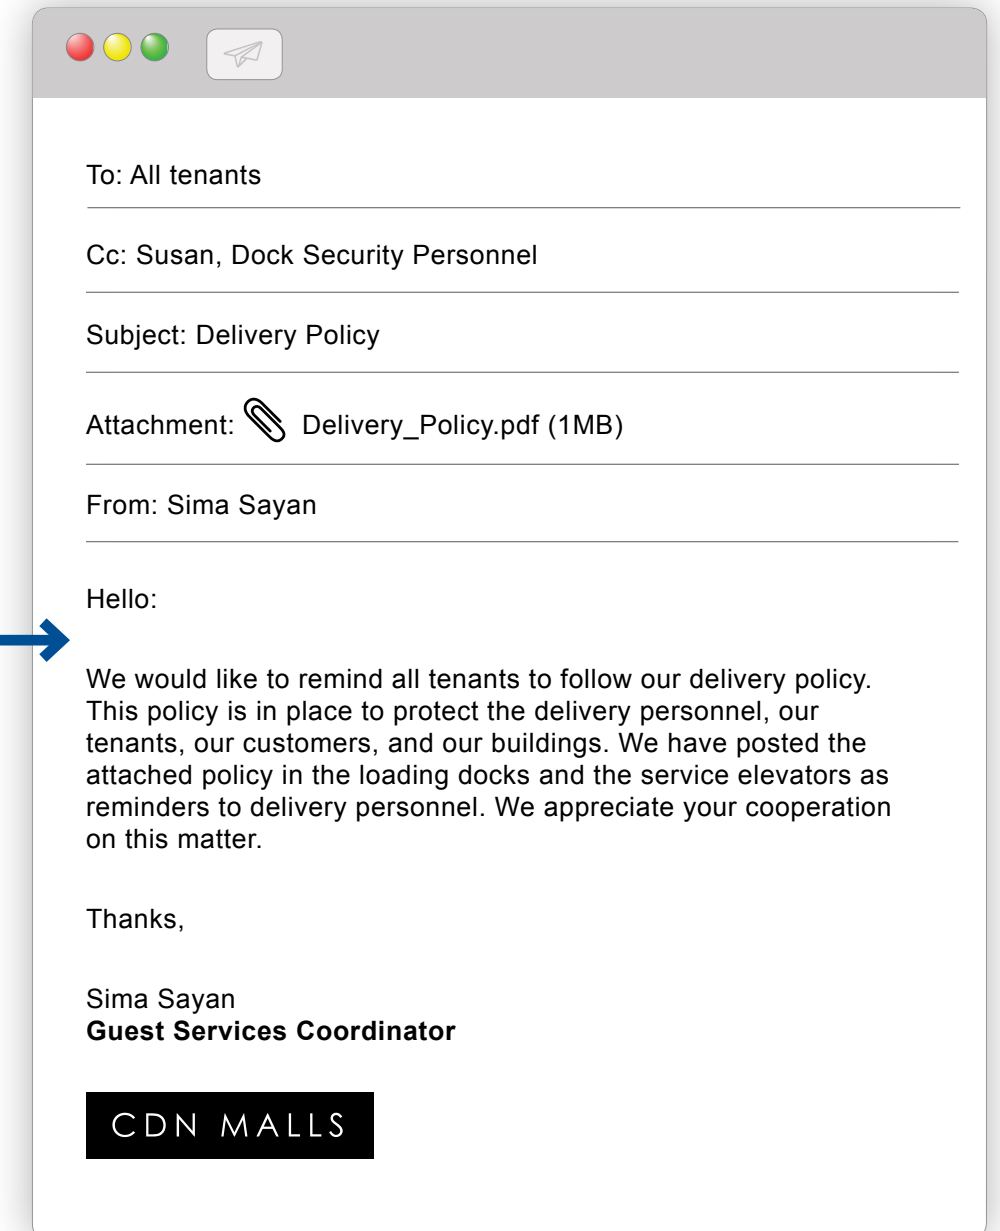 To: All tenants
Cc: Susan, Dock Security Personnel
Subject: Delivery Policy
Attachment: Delivery_Policy.pdf (1MB)
From: Sima Sayan
Hello:
We would like to remind all tenants to follow our delivery policy.
This policy is in place to protect the delivery personnel, our
tenants, our customers, and our buildings. We have posted the
attached policy in the loading docks and the service elevators as
reminders to delivery personnel. We appreciate your cooperation
on this matter.
Thanks,
Sima Sayan
Guest Services Coordinator
CDN MALLS